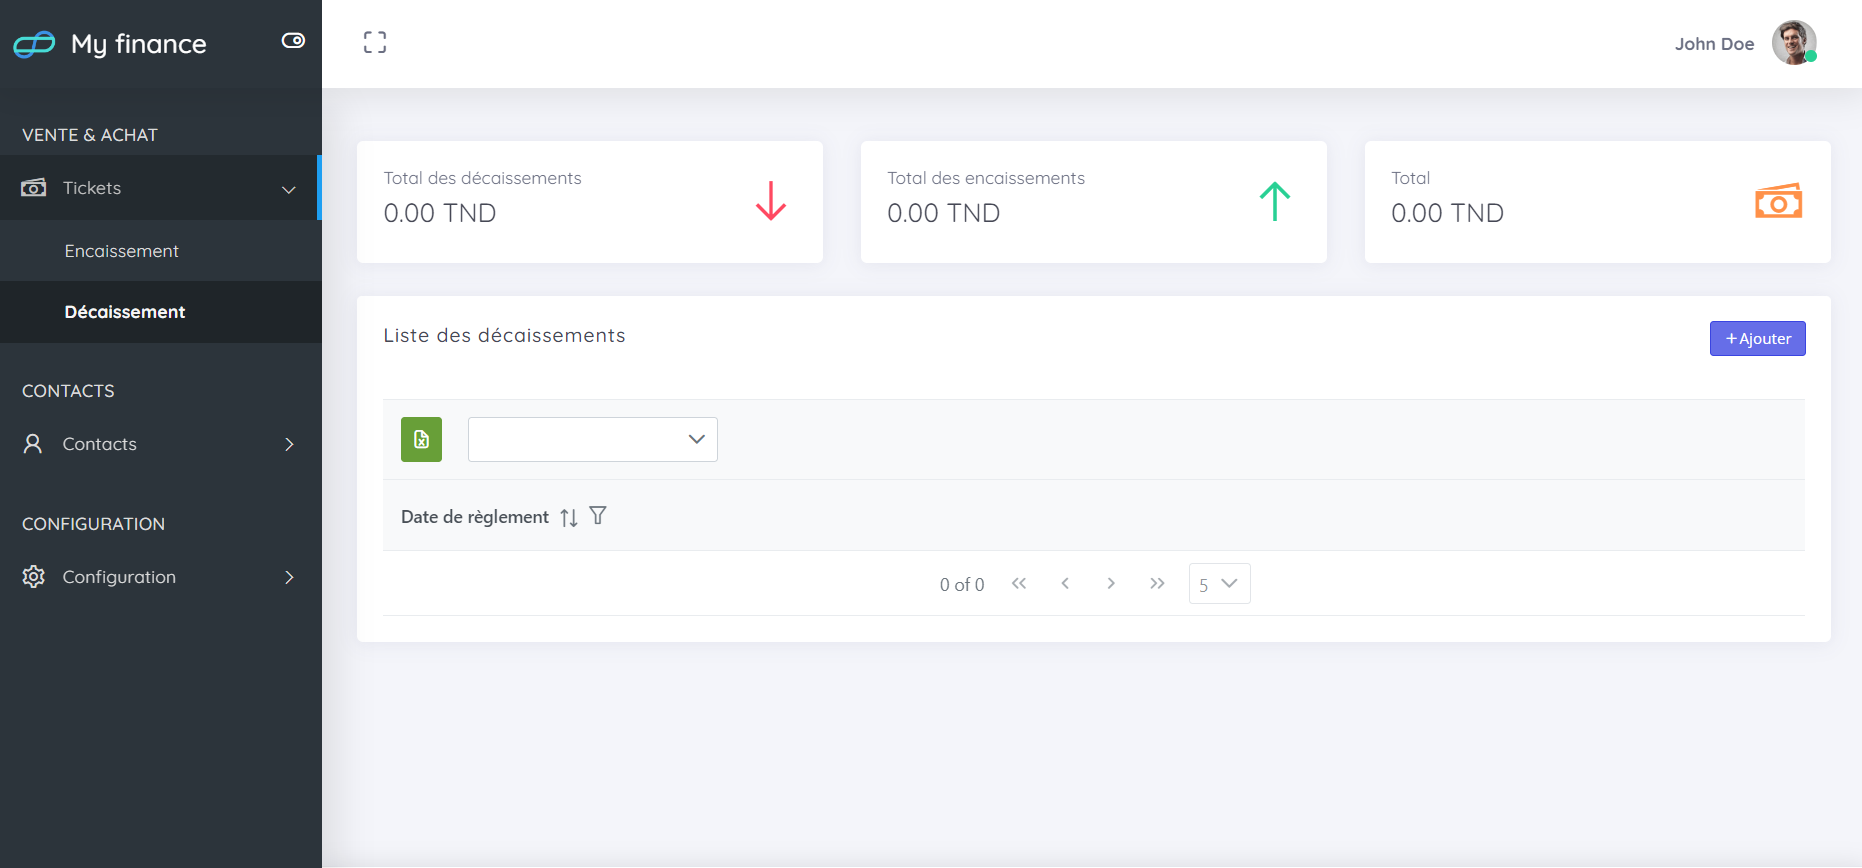 My finance
John Doe
VENTE & ACHAT
Tickets
Encaissement
Décaissement
CONTACTS
Contacts
CONFIGURATION
Configuration
Total des décaissements
0.00 TND
Total des encaissements
0.00 TND
Total
0.00 TND
Liste des décaissements
+Ajouter
Date de règlement
0 of 0
5